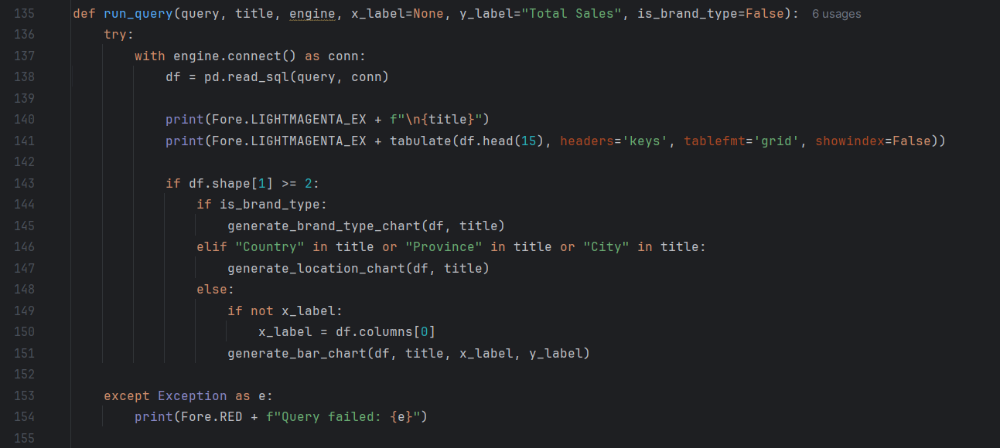 135 def run_query(query, title, engine, x_label=None, y_label="Total Sales", is_brand_type=False): 6 usages
136     try:
137         with engine.connect() as conn:
138             df = pd.read_sql(query, conn)
139
140             print(Fore.LIGHTMAGENTA_EX + f"\n{title}")
141             print(Fore.LIGHTMAGENTA_EX + tabulate(df.head(15), headers='keys', tablefmt='grid', showindex=False))
142
143             if df.shape[1] >= 2:
144                 if is_brand_type:
145                     generate_brand_type_chart(df, title)
146                 elif "Country" in title or "Province" in title or "City" in title:
147                     generate_location_chart(df, title)
148                 else:
149                     if not x_label:
150                         x_label = df.columns[0]
151                     generate_bar_chart(df, title, x_label, y_label)
152
153     except Exception as e:
154         print(Fore.RED + f"Query failed: {e}")
155